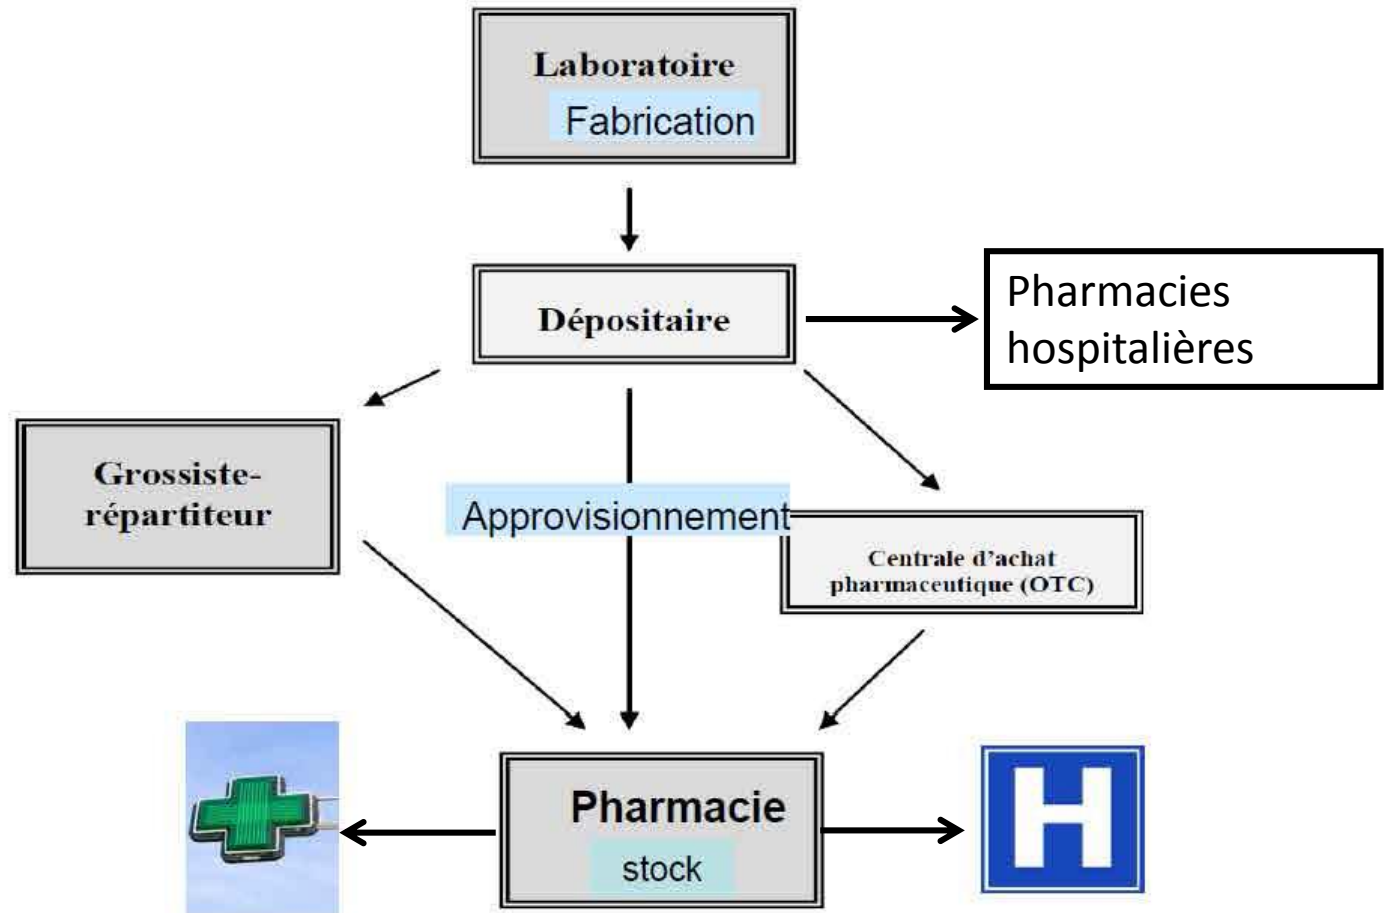 Laboratoire
Fabrication
Dépositaire
Pharmacies
hospitalières
Grossiste-
répartiteur
Approvisionnement
Centrale d'achat
pharmaceutique (OTC)
Pharmacie
stock
H